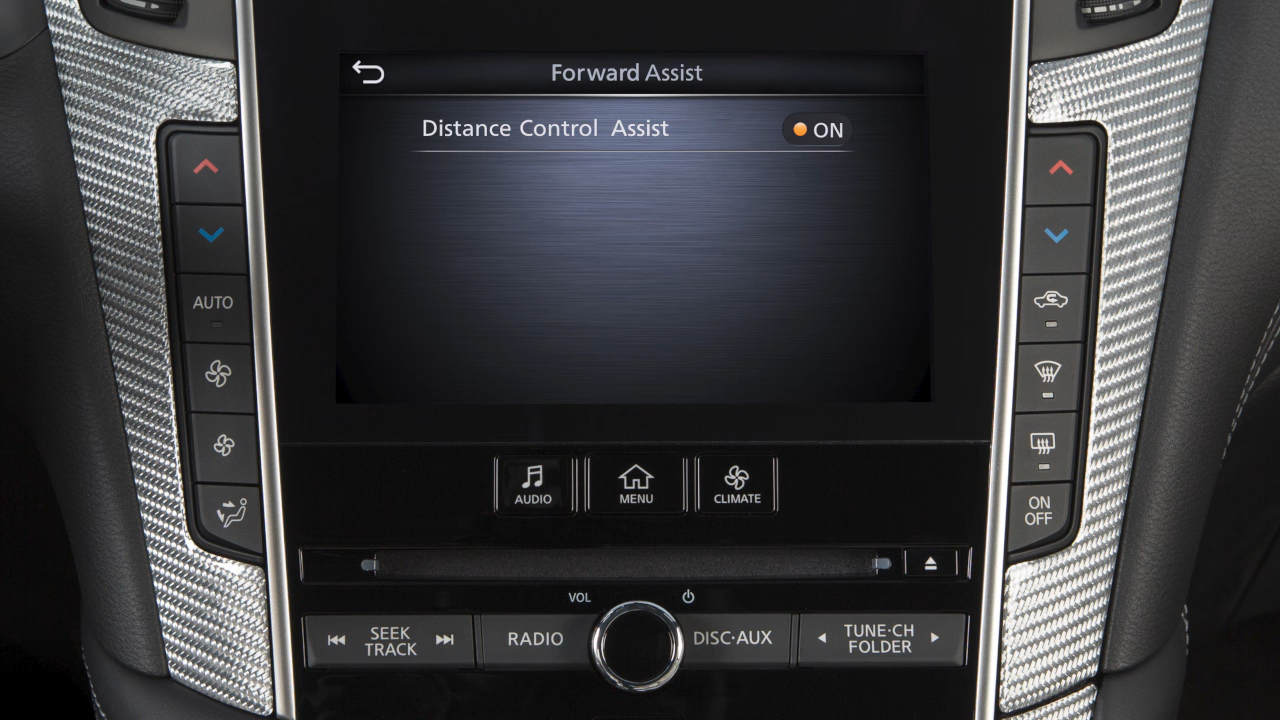 Forward Assist
Distance Control Assist
ON
AUTO
ON
OFF
AUDIO
MENU
CLIMATE
VOL
SEEK
TRACK
RADIO
DISC·AUX
TUNE·CH
FOLDER